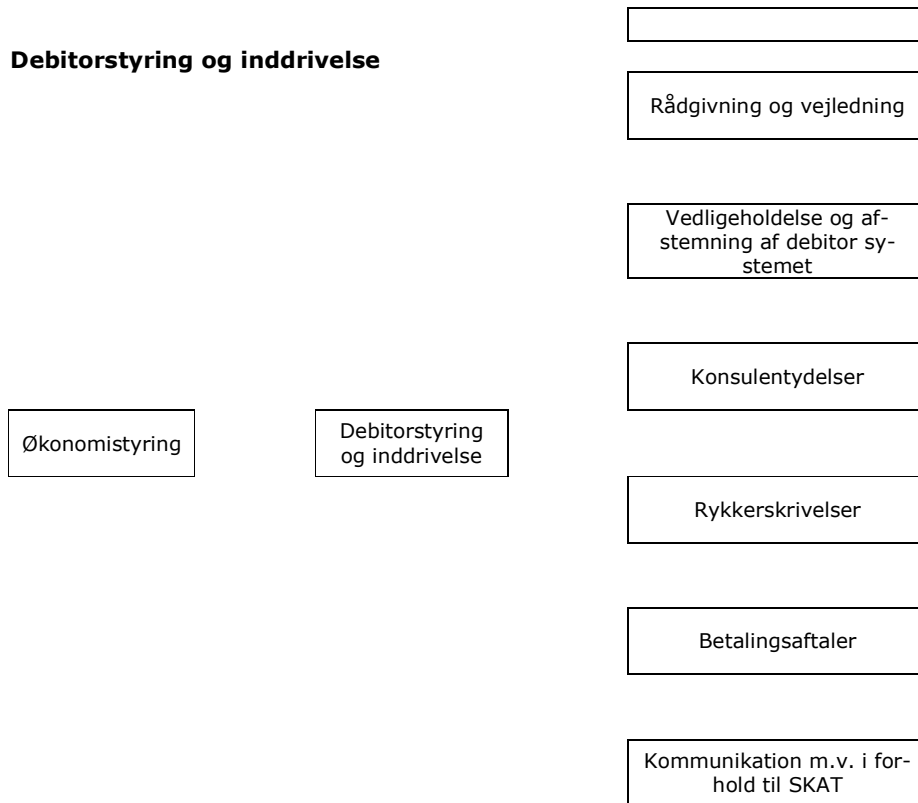 Debitorstyring og inddrivelse
Rådgivning og vejledning
Vedligeholdelse og af-
stemning af debitor sy-
stemet
Konsulentydelser
Økonomistyring
Debitorstyring
og inddrivelse
Rykkerskrivelser
Betalingsaftaler
Kommunikation m.v. i for-
hold til SKAT